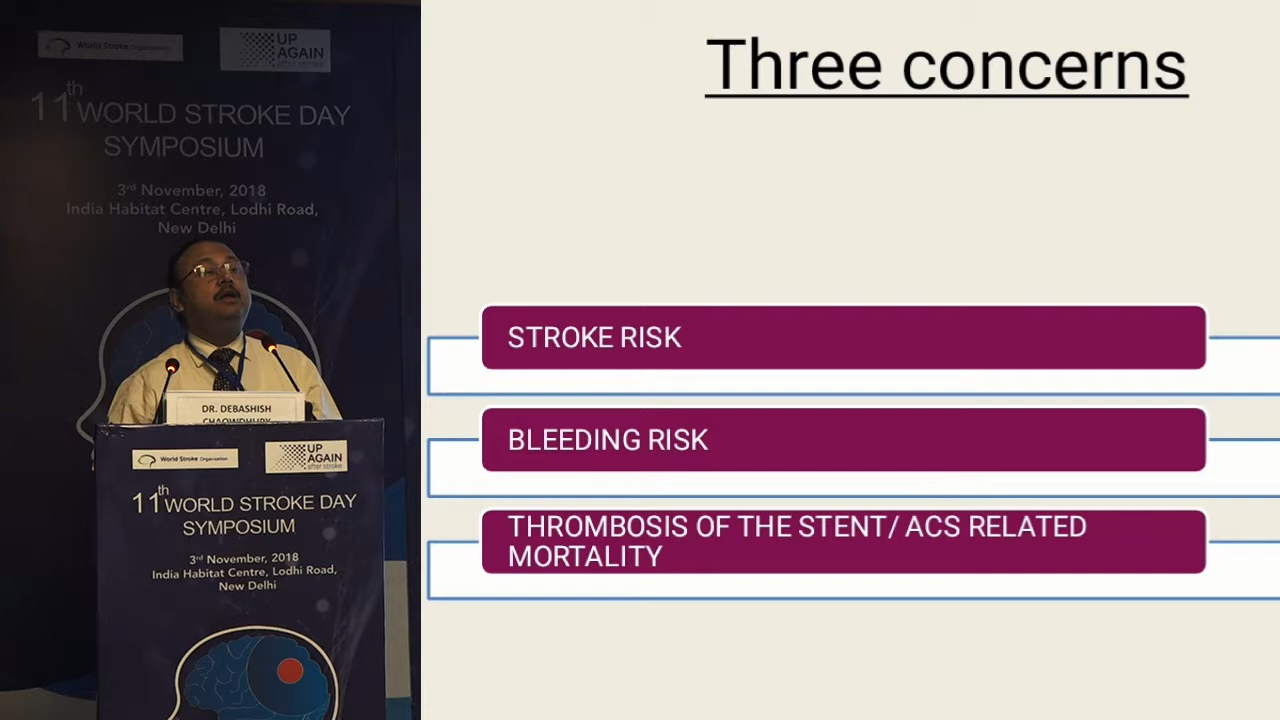 World Stroke Organization
UP
AGAIN
after stroke
11th WORLD STROKE DAY
SYMPOSIUM
3rd November, 2018
India Habitat Centre, Lodhi Road,
New Delhi
DR. DEBASHISH
CHAOWDHURY
World Stroke Organization
UP
AGAIN
after stroke
11th WORLD STROKE DAY
SYMPOSIUM
3rd November, 2018
India Habitat Centre, Lodhi Road,
New Delhi
Three concerns
STROKE RISK
BLEEDING RISK
THROMBOSIS OF THE STENT/ ACS RELATED
MORTALITY